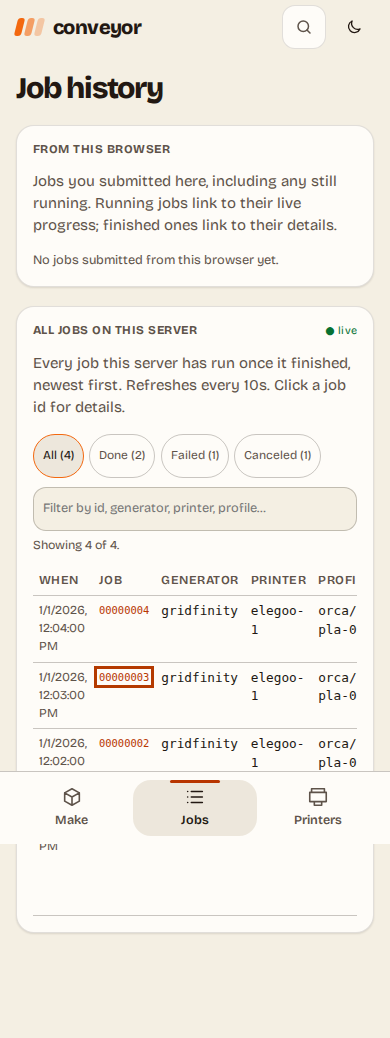 conveyor
Job history
FROM THIS BROWSER
Jobs you submitted here, including any still
running. Running jobs link to their live
progress; finished ones link to their details.
No jobs submitted from this browser yet.
ALL JOBS ON THIS SERVER
live
Every job this server has run once it finished,
newest first. Refreshes every 10s. Click a job
id for details.
All (4) Done (2) Failed (1) Canceled (1)
Filter by id, generator, printer, profile…
Showing 4 of 4.
WHEN JOB GENERATOR PRINTER PROFI
1/1/2026, 00000004 gridfinity elegoo- orca/
12:04:00 1 pla-0
PM
1/1/2026, 00000003 gridfinity elegoo- orca/
12:03:00 1 pla-0
PM
1/1/2026, 00000002 gridfinity elegoo- orca/
12:02:00 1 pla-0
Make Jobs Printers
PM